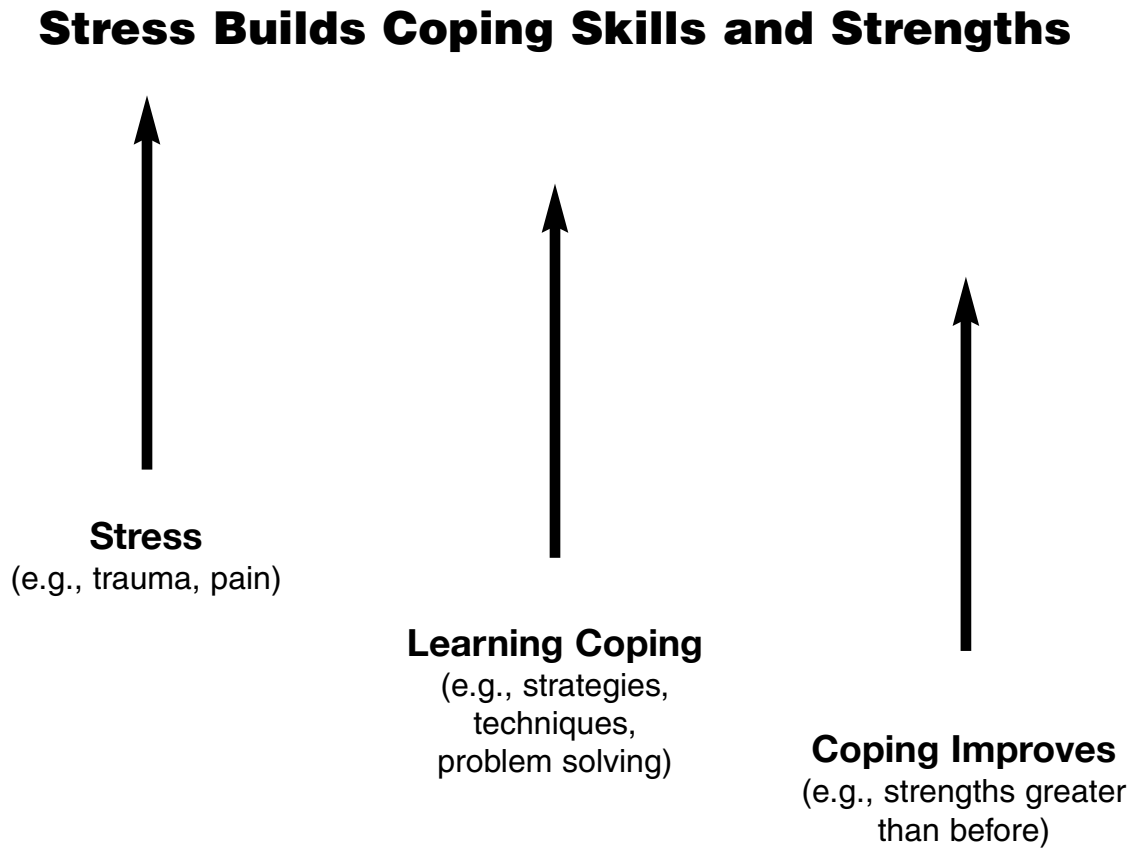 Stress Builds Coping Skills and Strengths
Stress
(e.g., trauma, pain)
Learning Coping
(e.g., strategies,
techniques,
problem solving)
Coping Improves
(e.g., strengths greater
than before)